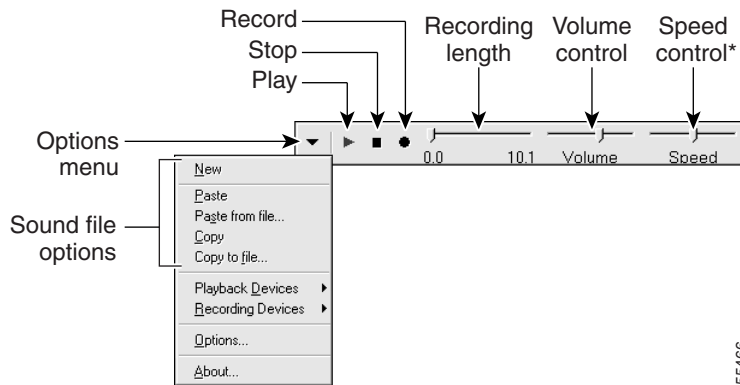 Record
Stop
Play
Recording
length
Volume
control
Speed
control*
Options
menu
0.0 10.1 Volume Speed
Sound file
options
New
Paste
Paste from file...
Copy
Copy to file...
Playback Devices
Recording Devices
Options...
About...